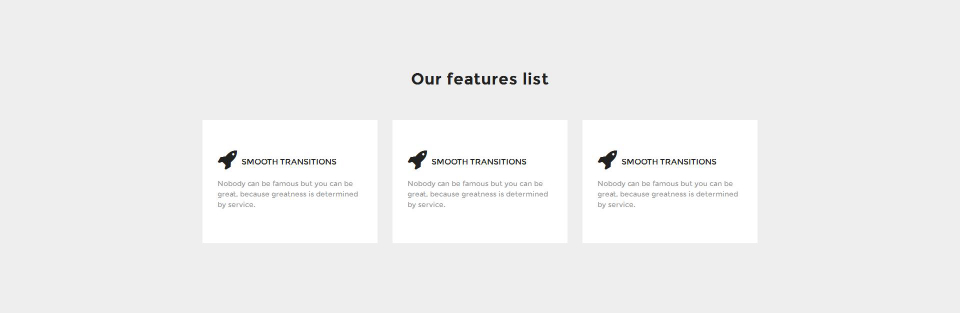 Our features list
SMOOTH TRANSITIONS
Nobody can be famous but you can be
great, because greatness is determined
by service.
SMOOTH TRANSITIONS
Nobody can be famous but you can be
great, because greatness is determined
by service.
SMOOTH TRANSITIONS
Nobody can be famous but you can be
great, because greatness is determined
by service.